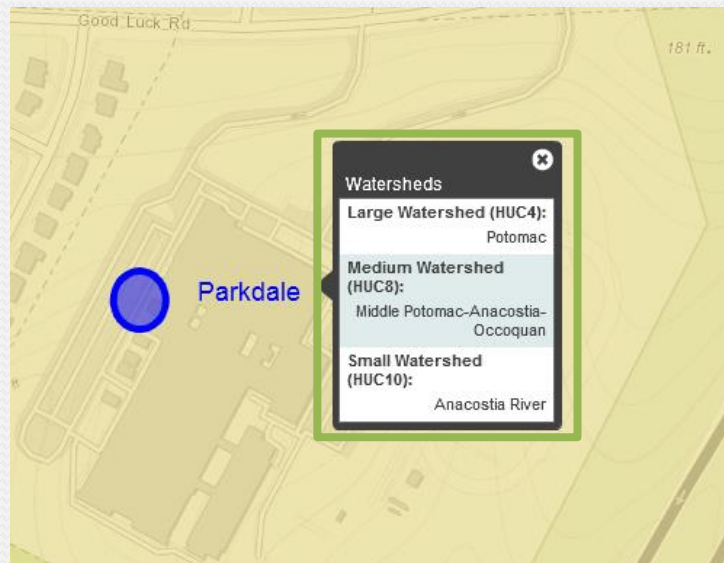 Good Luck Rd
181 ft.
Watersheds
Large Watershed (HUC4):
Potomac
Parkdale
Medium Watershed
(HUC8):
Middle Potomac-Anacostia-
Occoquan
Small Watershed
(HUC10):
Anacostia River